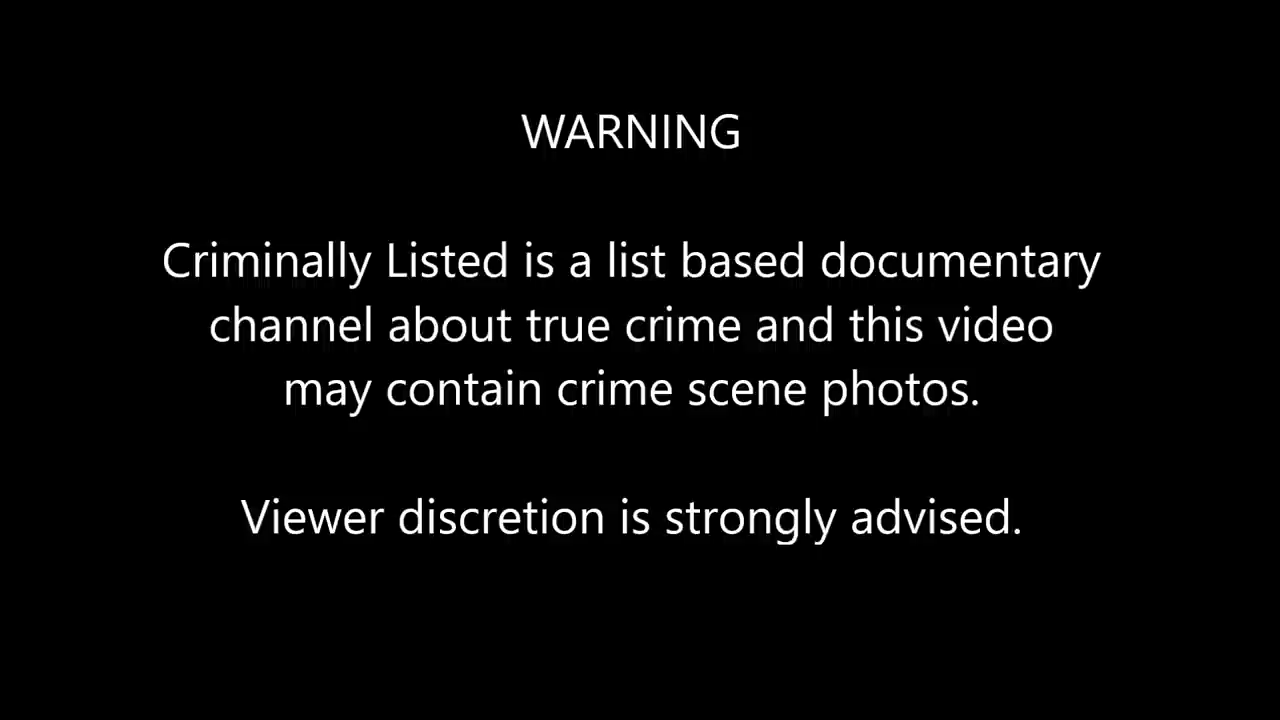 WARNING
Criminally Listed is a list based documentary
channel about true crime and this video
may contain crime scene photos.
Viewer discretion is strongly advised.